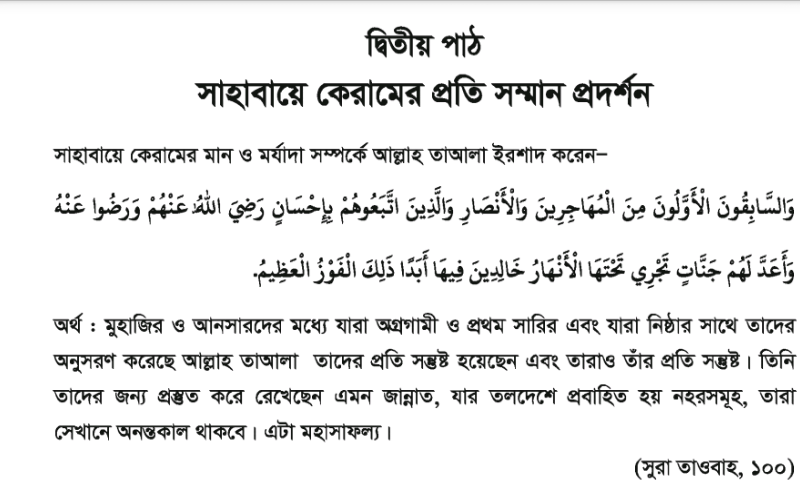 দ্বিতীয় পাঠ
সাহাবায়ে কেরামের প্রতি সম্মান প্রদর্শন
সাহাবায়ে কেরামের মান ও মর্যাদা সম্পর্কে আল্লাহ তাআলা ইরশাদ করেন–
وَالسَّابِقُونَ الْأَوَّلُونَ مِنَ الْمُهَاجِرِينَ وَالْأَنْصَارِ وَالَّذِينَ اتَّبَعُوهُمْ بِإِحْسَانٍ رَضِيَ اللهُ عَنْهُمْ وَرَضُوا عَنْهُ
وَأَعَدَّ لَهُمْ جَنَّاتٍ تَجْرِي تَحْتَهَا الْأَنْهَارُ خَالِدِينَ فِيهَا أَبَدًا ذَلِكَ الْفَوْزُ الْعَظِيمُ.
অর্থ : মুহাজির ও আনসারদের মধ্যে যারা অগ্রগামী ও প্রথম সারির এবং যারা নিষ্ঠার সাথে তাদের
অনুসরণ করেছে আল্লাহ তাআলা তাদের প্রতি সন্তুষ্ট হয়েছেন এবং তারাও তাঁর প্রতি সন্তুষ্ট। তিনি
তাদের জন্য প্রস্তুত করে রেখেছেন এমন জান্নাত, যার তলদেশে প্রবাহিত হয় নহরসমূহ, তারা
সেখানে অনন্তকাল থাকবে। এটা মহাসাফল্য।
(সুরা তাওবাহ, ১০০)